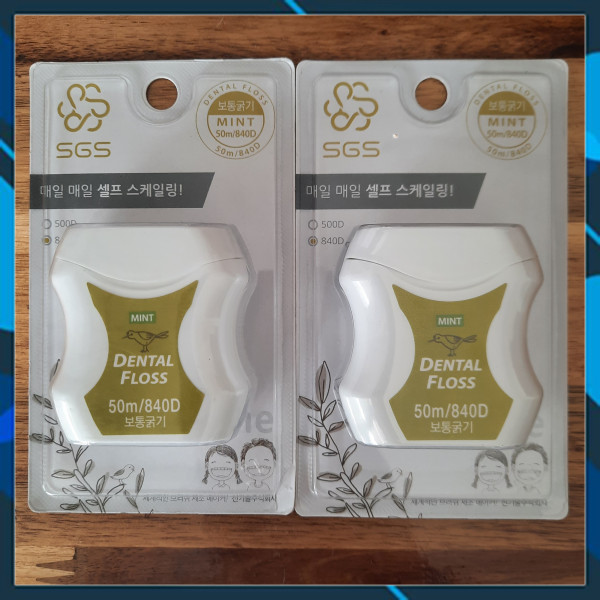 DENTAL FLOSS
보통굵기
MINT
50m/840D
50m/840D
SGS
매일 매일 셀프 스케일링!
500D
MINT
DENTAL
FLOSS
50m/840D
보통굵기
DENTAL FLOSS
보통굵기
MINT
50m/840D
50m/840D
SGS
매일 매일 셀프 스케일링!
500D
840D
MINT
DENTAL
FLOSS
50m/840D
보통굵기